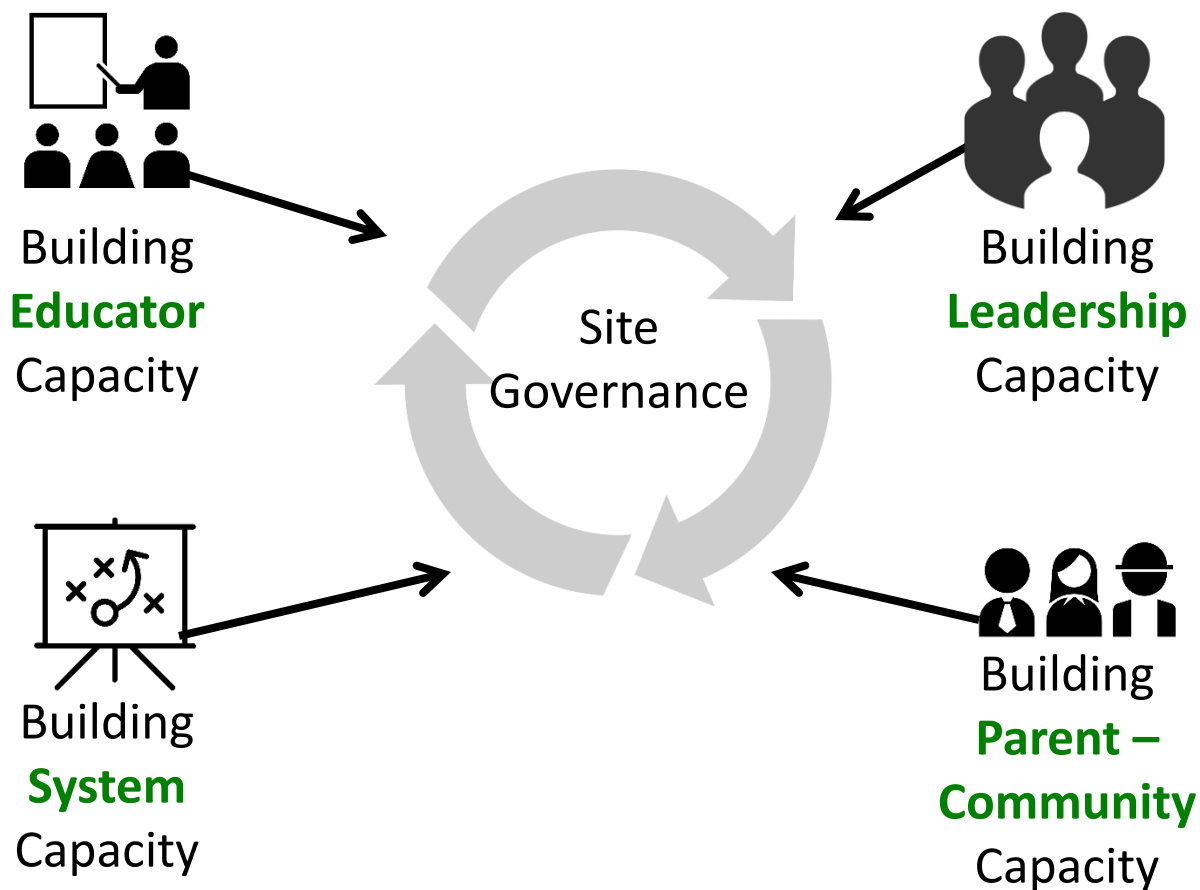 Building
Educator
Capacity
Building
Leadership
Capacity
Site
Governance
Building
System
Capacity
Building
Parent –
Community
Capacity